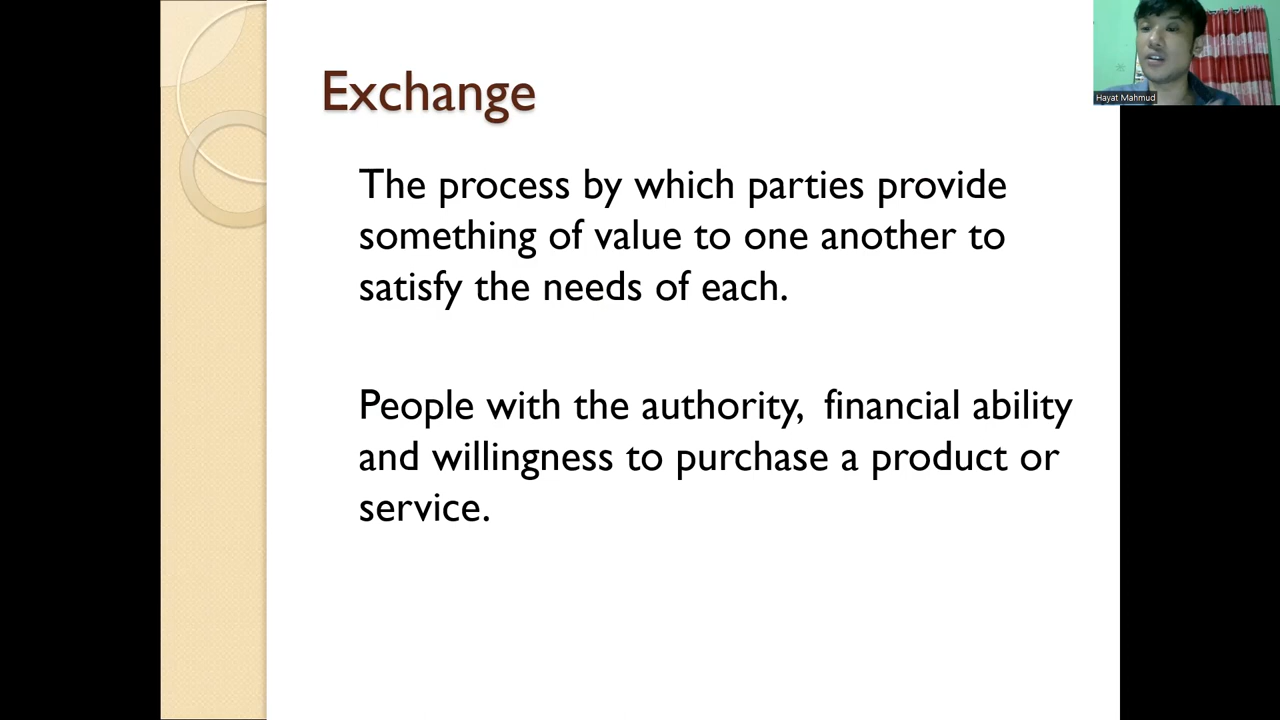 Exchange
The process by which parties provide
something of value to one another to
satisfy the needs of each.
People with the authority,  financial ability
and willingness to purchase a product or
service.
Hayat Mahmud